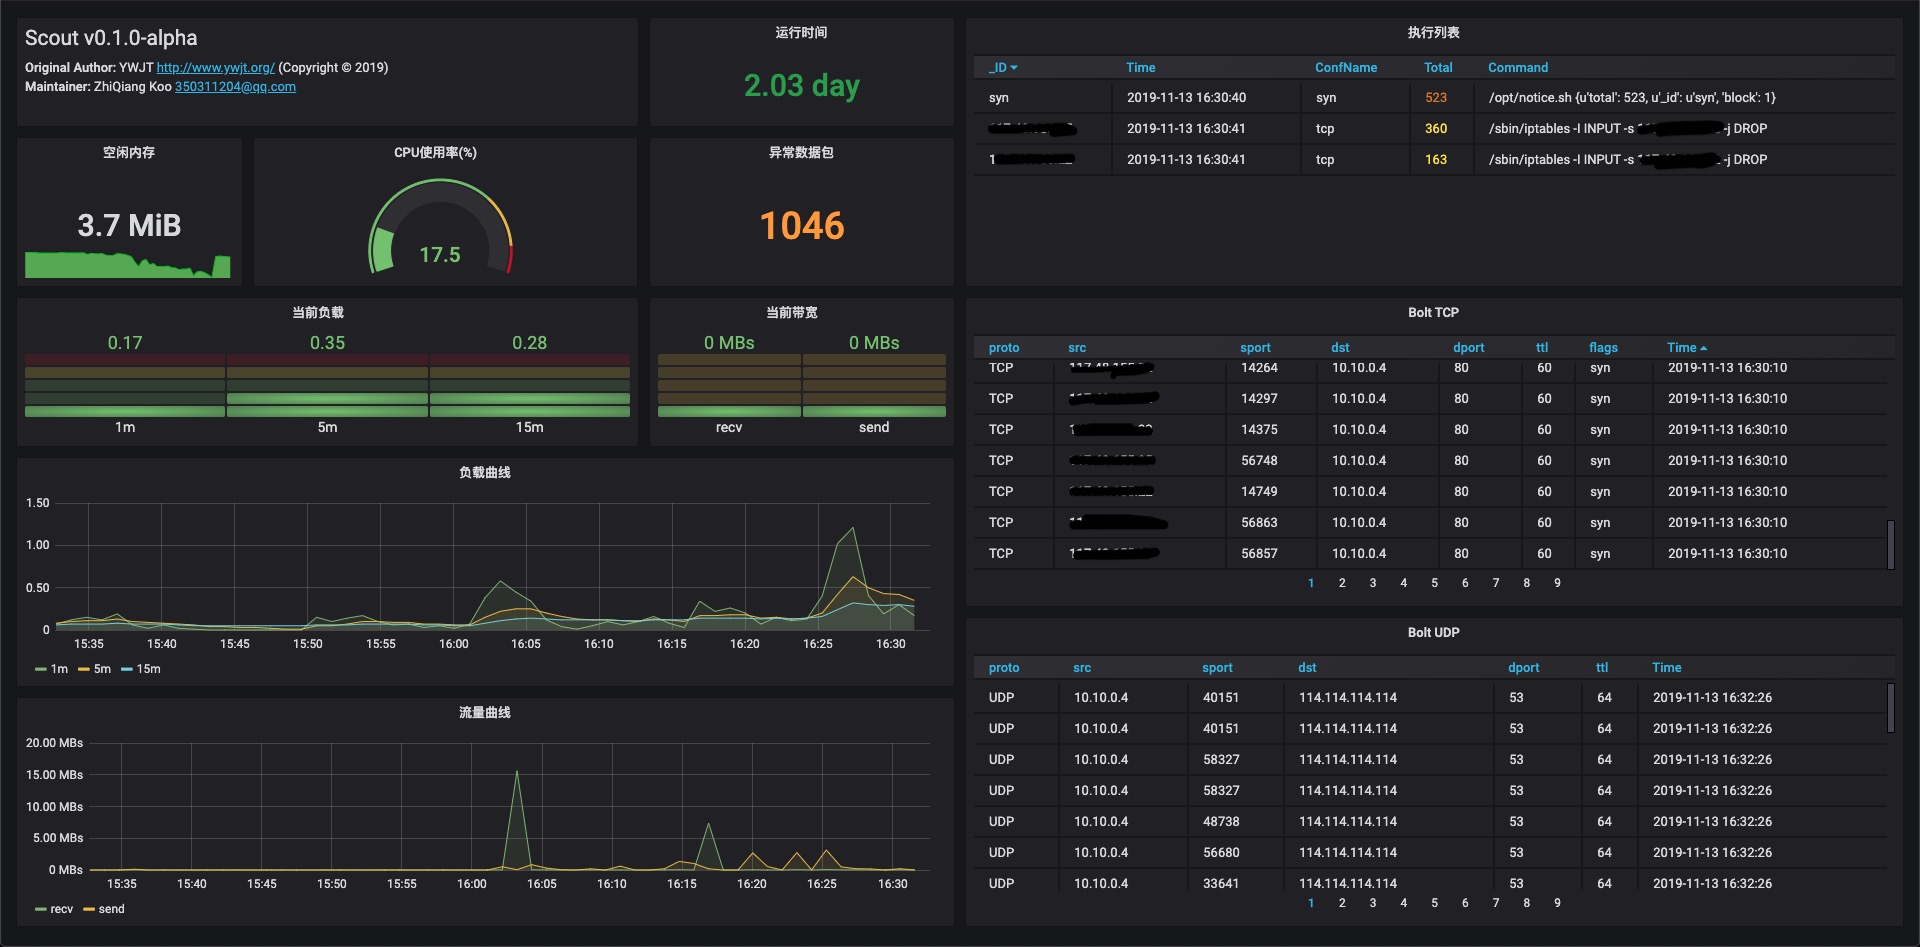 Scout v0.1.0-alpha
Original Author: YWJT http://www.ywjt.org/ (Copyright © 2019)
Maintainer: ZhiQiang Koo 350311204@qq.com
运行时间
2.03 day
空闲内存
3.7 MiB
CPU使用率(%)
17.5
异常数据包
1046
当前负载
0.17 0.35 0.28
1m 5m 15m
当前带宽
0 MBs 0 MBs
recv send
负载曲线
1.50
1.00
0.50
0
15:35 15:40 15:45 15:50 15:55 16:00 16:05 16:10 16:15 16:20 16:25 16:30
1m 5m 15m
流量曲线
20.00 MBs
15.00 MBs
10.00 MBs
5.00 MBs
0 MBs
15:35 15:40 15:45 15:50 15:55 16:00 16:05 16:10 16:15 16:20 16:25 16:30
recv send
执行列表
_ID Time ConfName Total Command
syn 2019-11-13 16:30:40 syn 523 /opt/notice.sh {u'total': 523, u'_id': u'syn', 'block': 1}
2019-11-13 16:30:41 tcp 360 /sbin/iptables -I INPUT -s -j DROP
2019-11-13 16:30:41 tcp 163 /sbin/iptables -I INPUT -s -j DROP
Bolt TCP
proto src sport dst dport ttl flags Time
TCP 14264 10.10.0.4 80 60 syn 2019-11-13 16:30:10
TCP 14297 10.10.0.4 80 60 syn 2019-11-13 16:30:10
TCP 14375 10.10.0.4 80 60 syn 2019-11-13 16:30:10
TCP 56748 10.10.0.4 80 60 syn 2019-11-13 16:30:10
TCP 14749 10.10.0.4 80 60 syn 2019-11-13 16:30:10
TCP 56863 10.10.0.4 80 60 syn 2019-11-13 16:30:10
TCP 56857 10.10.0.4 80 60 syn 2019-11-13 16:30:10
1 2 3 4 5 6 7 8 9
Bolt UDP
proto src sport dst dport ttl Time
UDP 10.10.0.4 40151 114.114.114.114 53 64 2019-11-13 16:32:26
UDP 10.10.0.4 40151 114.114.114.114 53 64 2019-11-13 16:32:26
UDP 10.10.0.4 58327 114.114.114.114 53 64 2019-11-13 16:32:26
UDP 10.10.0.4 58327 114.114.114.114 53 64 2019-11-13 16:32:26
UDP 10.10.0.4 48738 114.114.114.114 53 64 2019-11-13 16:32:26
UDP 10.10.0.4 56680 114.114.114.114 53 64 2019-11-13 16:32:26
UDP 10.10.0.4 33641 114.114.114.114 53 64 2019-11-13 16:32:26
1 2 3 4 5 6 7 8 9